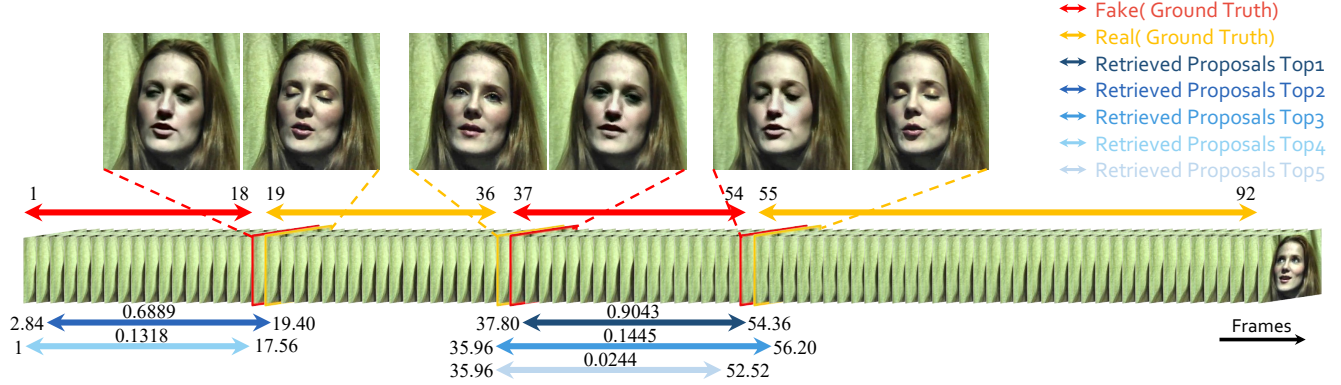 Fake( Ground Truth)
Real( Ground Truth)
Retrieved Proposals Top1
Retrieved Proposals Top2
Retrieved Proposals Top3
Retrieved Proposals Top4
Retrieved Proposals Top5
1 18 19 36 37 54 55 92
0.6889 0.9043
2.84 19.40 37.80 54.36
0.1318 0.1445
1 17.56 35.96 56.20
0.0244
35.96 52.52
Frames